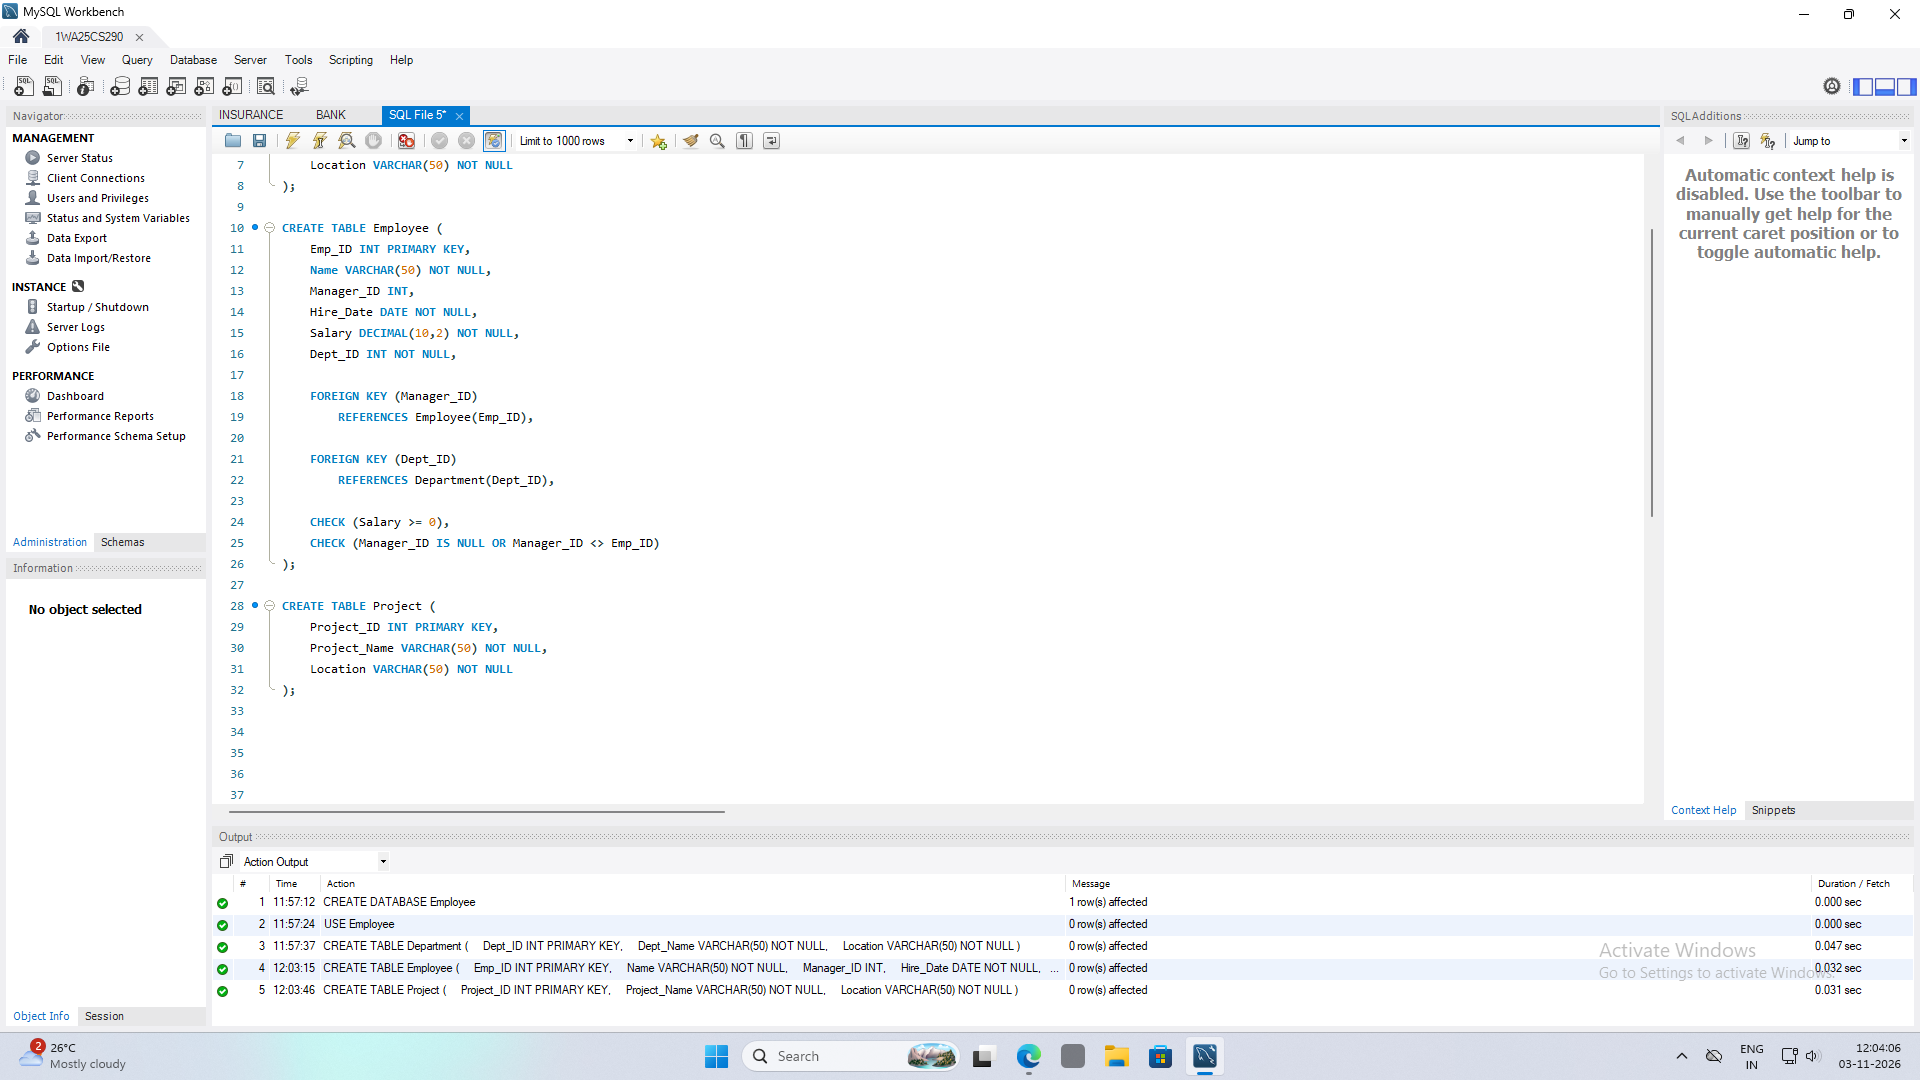 MySQL Workbench
1WA25CS290
File Edit View Query Database Server Tools Scripting Help
Navigator
MANAGEMENT
Server Status
Client Connections
Users and Privileges
Status and System Variables
Data Export
Data Import/Restore
INSTANCE
Startup / Shutdown
Server Logs
Options File
PERFORMANCE
Dashboard
Performance Reports
Performance Schema Setup
Administration Schemas
Information
No object selected
Object Info Session
INSURANCE BANK SQL File 5*
Limit to 1000 rows
7 Location VARCHAR(50) NOT NULL
8 );
9
10 CREATE TABLE Employee (
11 Emp_ID INT PRIMARY KEY,
12 Name VARCHAR(50) NOT NULL,
13 Manager_ID INT,
14 Hire_Date DATE NOT NULL,
15 Salary DECIMAL(10,2) NOT NULL,
16 Dept_ID INT NOT NULL,
17
18 FOREIGN KEY (Manager_ID)
19 REFERENCES Employee(Emp_ID),
20
21 FOREIGN KEY (Dept_ID)
22 REFERENCES Department(Dept_ID),
23
24 CHECK (Salary >= 0),
25 CHECK (Manager_ID IS NULL OR Manager_ID <> Emp_ID)
26 );
27
28 CREATE TABLE Project (
29 Project_ID INT PRIMARY KEY,
30 Project_Name VARCHAR(50) NOT NULL,
31 Location VARCHAR(50) NOT NULL
32 );
33
34
35
36
37
SQLAdditions
Jump to
Automatic context help is
disabled. Use the toolbar to
manually get help for the
current caret position or to
toggle automatic help.
Context Help Snippets
Output
Action Output
# Time Action Message Duration / Fetch
1 11:57:12 CREATE DATABASE Employee 1 row(s) affected 0.000 sec
2 11:57:24 USE Employee 0 row(s) affected 0.000 sec
3 11:57:37 CREATE TABLE Department ( Dept_ID INT PRIMARY KEY, Dept_Name VARCHAR(50) NOT NULL, Location VARCHAR(50) NOT NULL ) 0 row(s) affected 0.047 sec
4 12:03:15 CREATE TABLE Employee ( Emp_ID INT PRIMARY KEY, Name VARCHAR(50) NOT NULL, Manager_ID INT, Hire_Date DATE NOT NULL, ... 0 row(s) affected 0.032 sec
5 12:03:46 CREATE TABLE Project ( Project_ID INT PRIMARY KEY, Project_Name VARCHAR(50) NOT NULL, Location VARCHAR(50) NOT NULL ) 0 row(s) affected 0.031 sec
Activate Windows
Go to Settings to activate Windows.
2
26°C
Mostly cloudy
Search
ENG
IN
12:04:06
03-11-2026